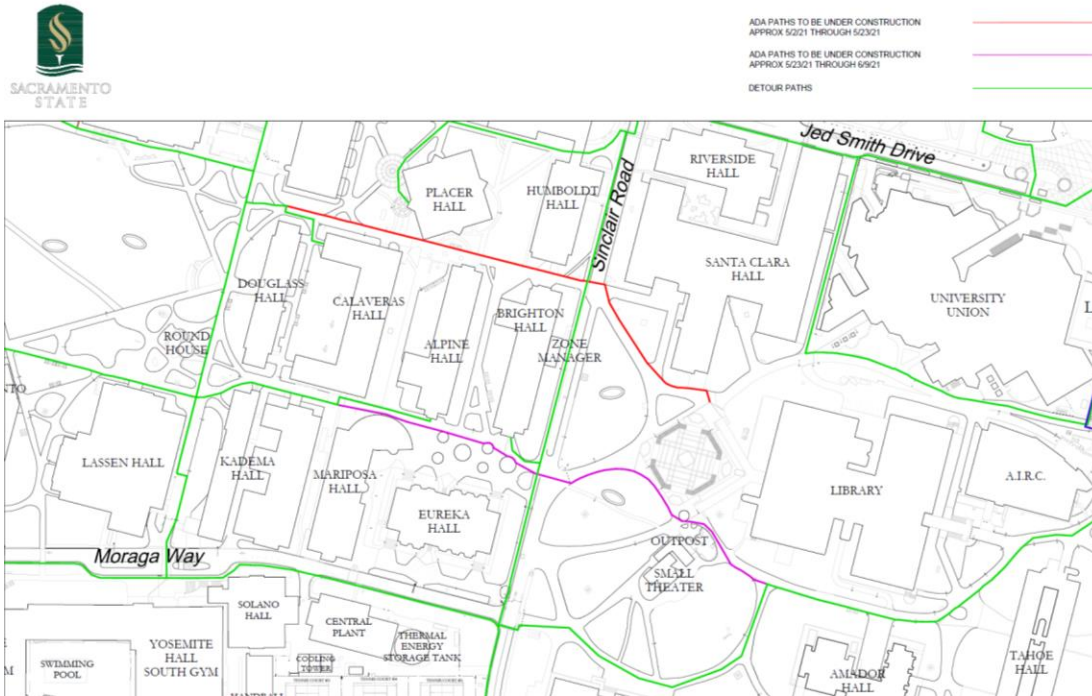 SACRAMENTO
STATE
ADA PATHS TO BE UNDER CONSTRUCTION
APPROX 5/2/21 THROUGH 5/23/21
ADA PATHS TO BE UNDER CONSTRUCTION
APPROX 5/23/21 THROUGH 6/9/21
DETOUR PATHS
Jed Smith Drive
RIVERSIDE
HALL
PLACER
HALL
HUMBOLDT
HALL
Sinclair Road
SANTA CLARA
HALL
DOUGLASS
HALL
CALAVERAS
HALL
UNIVERSITY
UNION
L
BRIGHTON
HALL
ROUND
HOUSE
ALPINE
HALL
ZONE
MANAGER
NTO
LASSEN HALL
KADEMA
HALL
MARIPOSA
HALL
LIBRARY
A.I.R.C.
EUREKA
HALL
OUTPOST
Moraga Way
SMALL
THEATER
SOLANO
HALL
CENTRAL
PLANT
YOSEMITE
HALL
SOUTH GYM
THERMAL
ENERGY
STORAGE TANK
COOLING
TOWER
SWIMMING
POOL
M
AMADOR
HALL
TAHOE
HALL
HANDBALL